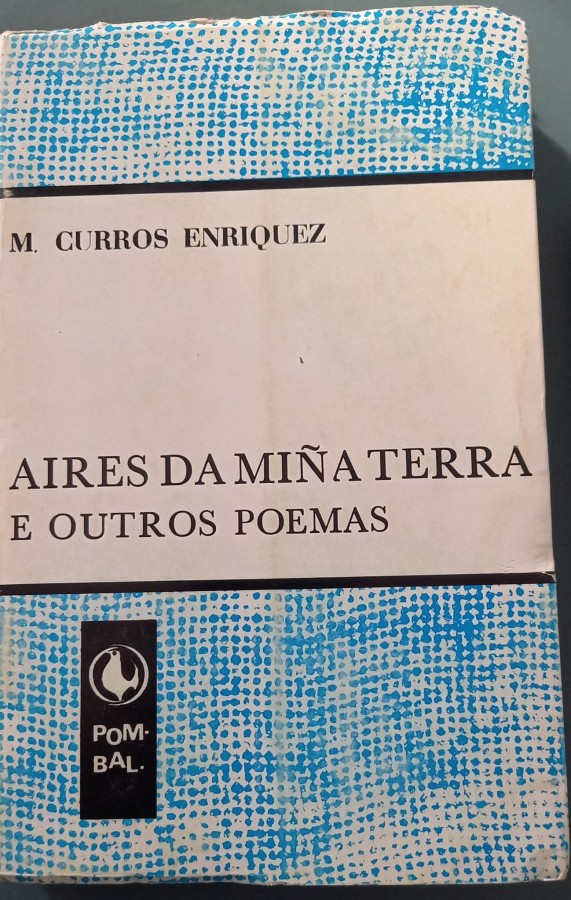 M. CURROS ENRIQUEZ
AIRES DA MIÑA TERRA
E OUTROS POEMAS
POM-
BAL.